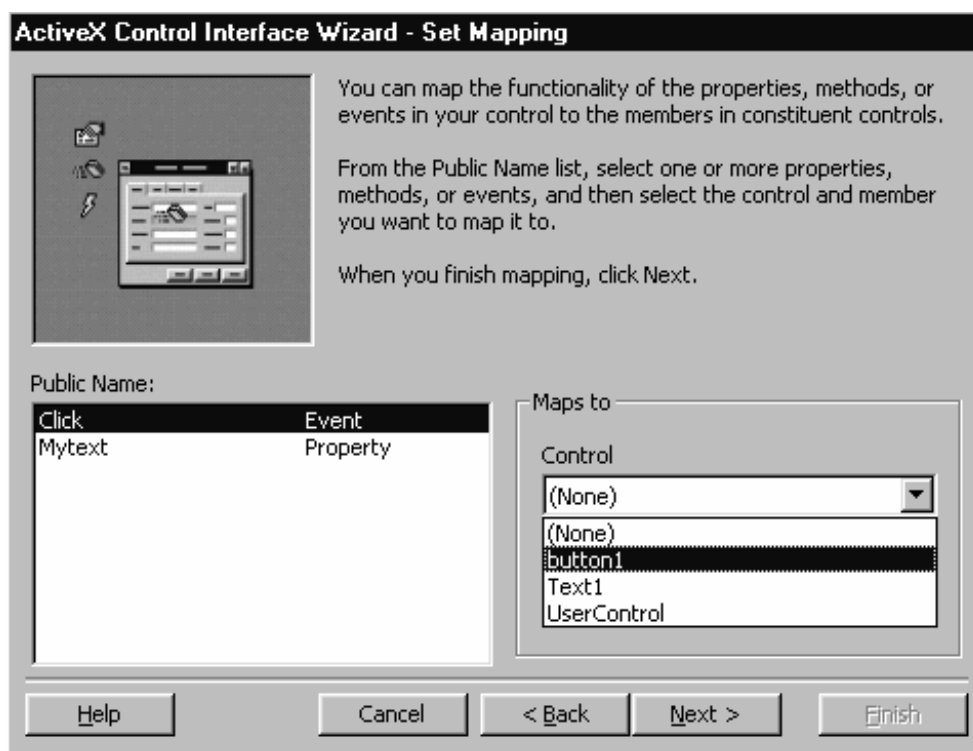 ActiveX Control Interface Wizard - Set Mapping
You can map the functionality of the properties, methods, or
events in your control to the members in constituent controls.
From the Public Name list, select one or more properties,
methods, or events, and then select the control and member
you want to map it to.
When you finish mapping, click Next.
Public Name:
Click Event
Mytext Property
Maps to
Control
(None)
(None)
button1
Text1
UserControl
Help Cancel < Back Next > Finish